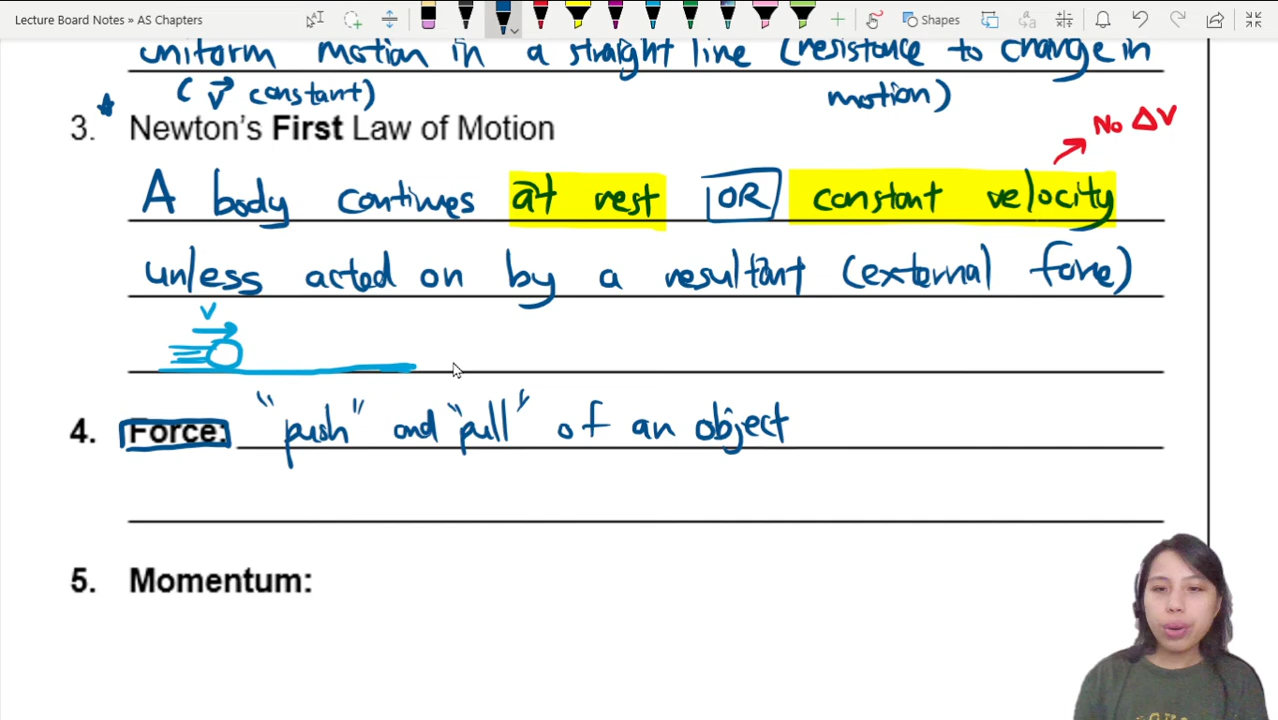 Lecture Board Notes » AS Chapters
Shapes
uniform motion in a straight line (resistance to change in
(v⃗ constant) motion)
3. Newton's First Law of Motion
No ΔV
A body continues at rest OR constant velocity
unless acted on by a resultant (external force)
V
4. Force: "push" and "pull" of an object
5. Momentum: